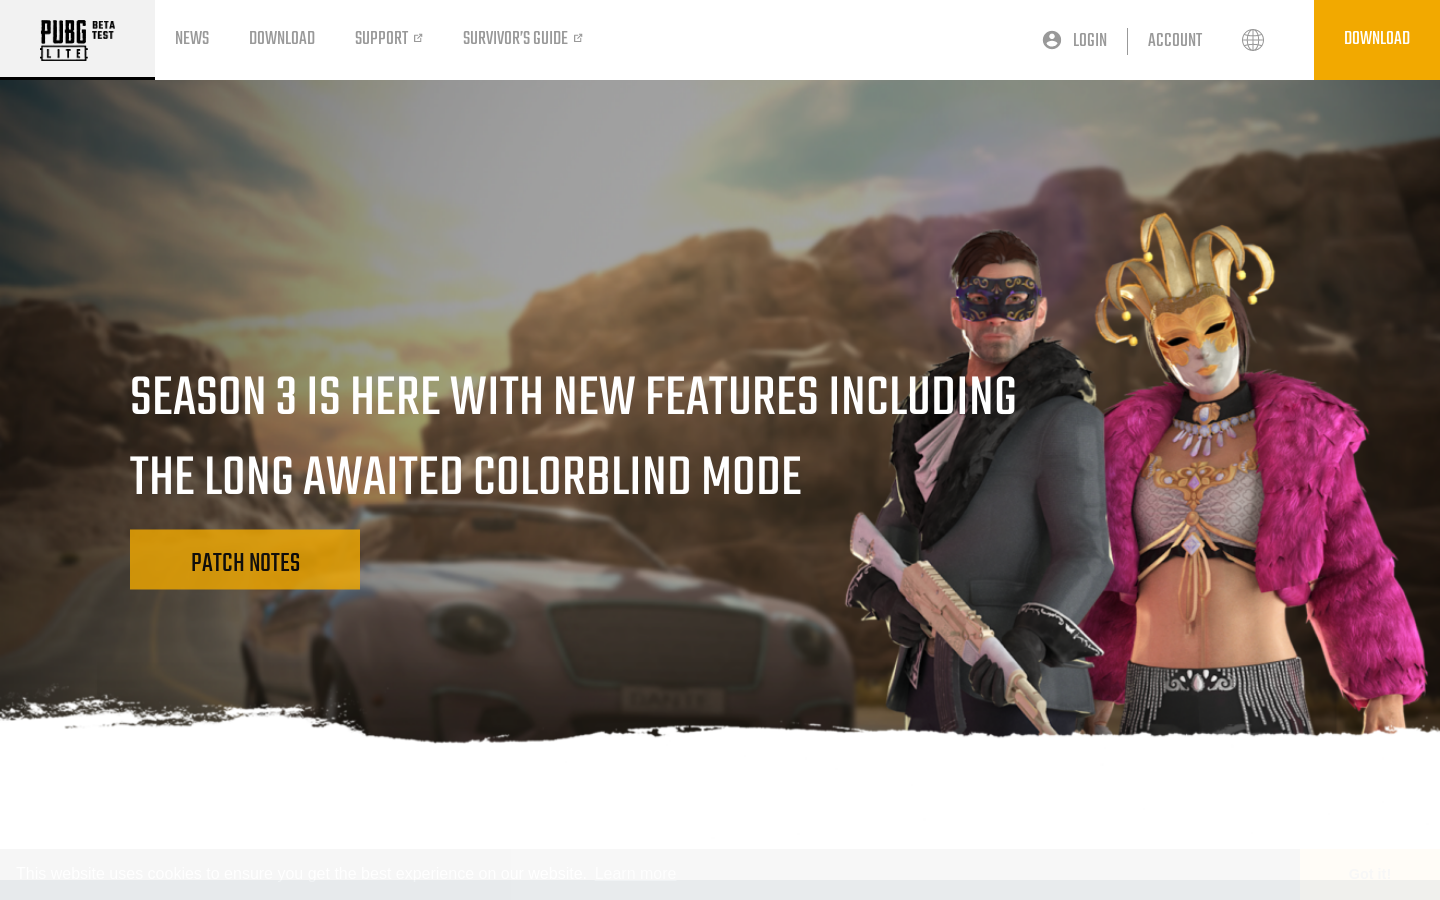 PUBG BETA TEST LITE
NEWS
DOWNLOAD
SUPPORT
SURVIVOR'S GUIDE
LOGIN
ACCOUNT
DOWNLOAD
SEASON 3 IS HERE WITH NEW FEATURES INCLUDING
THE LONG AWAITED COLORBLIND MODE
PATCH NOTES
This website uses cookies to ensure you get the best experience on our website. Learn more
Got it!